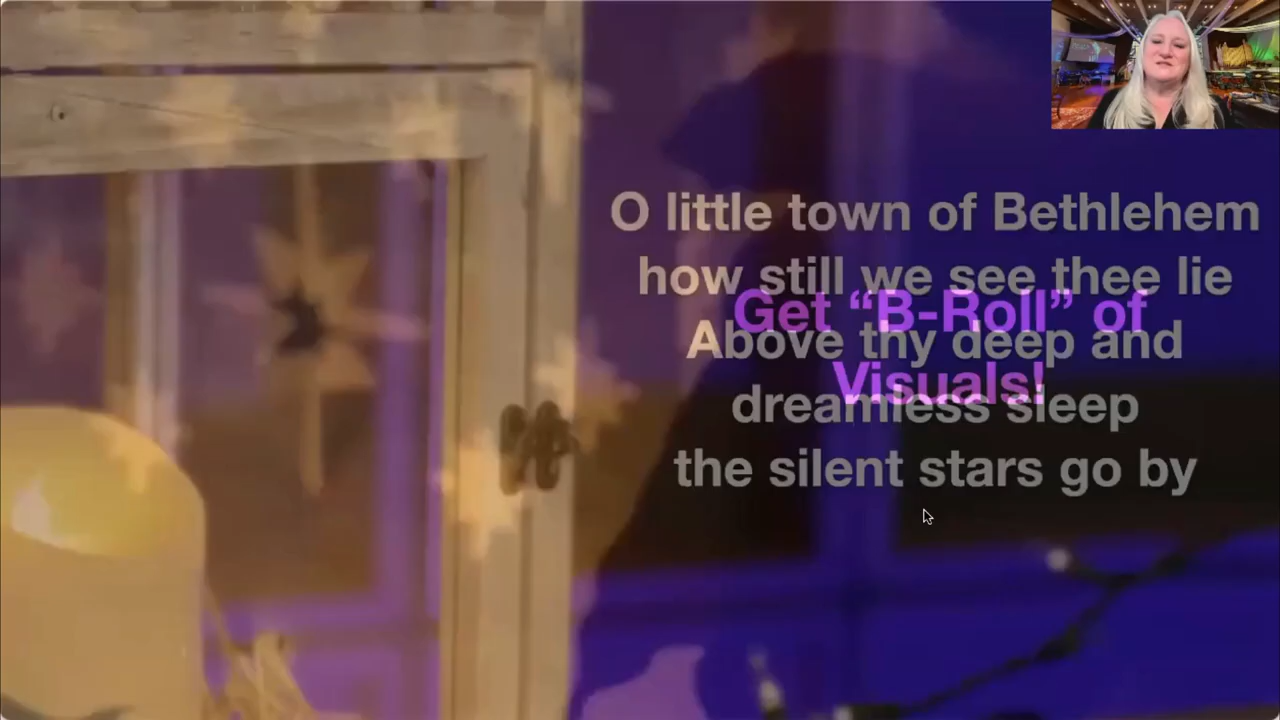 O little town of Bethlehem
how still we see thee lie
Get “B-Roll” of
Above thy deep and
Visuals!
dreamless sleep
the silent stars go by